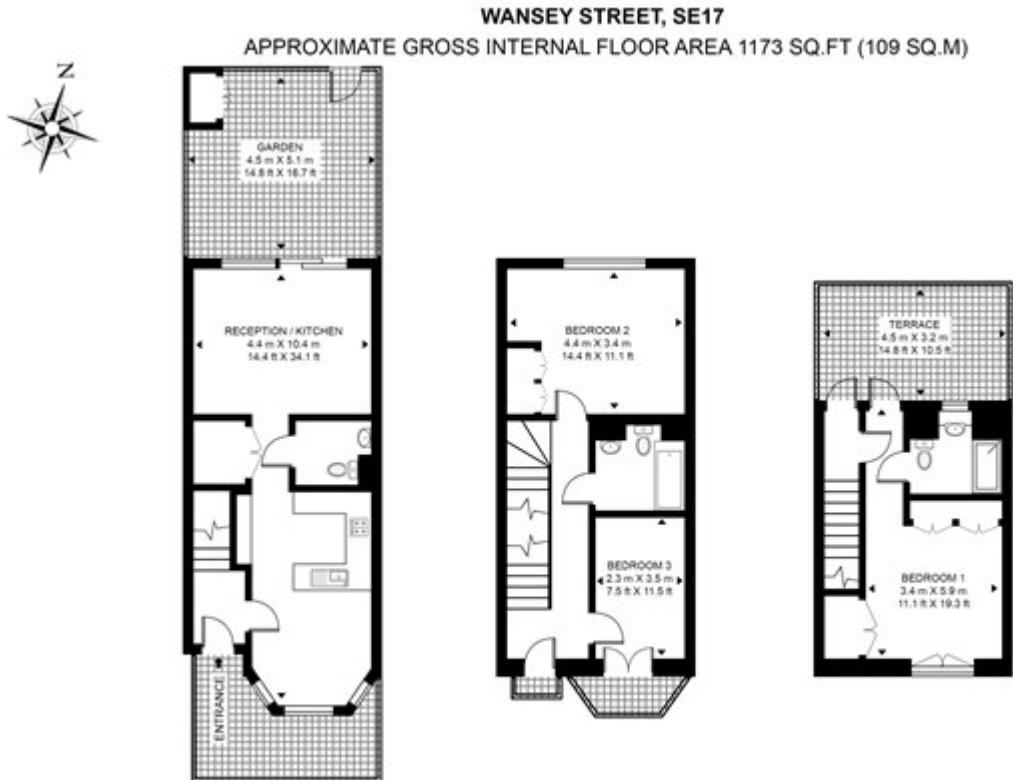 WANSEY STREET, SE17
APPROXIMATE GROSS INTERNAL FLOOR AREA 1173 SQ.FT (109 SQ.M)
N
GARDEN
4.5 m X 5.1 m
14.8 ft X 16.7 ft
RECEPTION / KITCHEN
4.4 m X 10.4 m
14.4 ft X 34.1 ft
ENTRANCE
BEDROOM 2
4.4 m X 3.4 m
14.4 ft X 11.1 ft
BEDROOM 3
2.3 m X 3.5 m
7.5 ft X 11.5 ft
TERRACE
4.5 m X 3.2 m
14.8 ft X 10.5 ft
BEDROOM 1
3.4 m X 5.9 m
11.1 ft X 19.3 ft